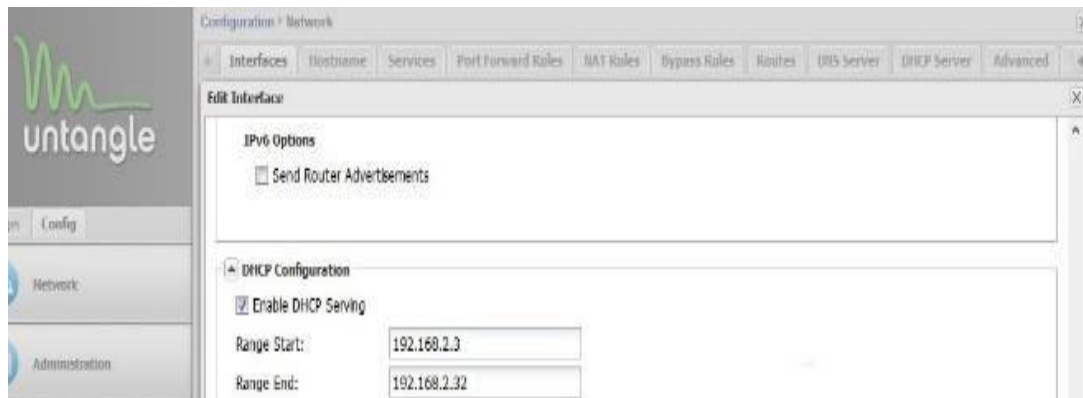 untangle
Configuration > Network
Interfaces Hostname Services Port Forward Rules NAT Rules Bypass Rules Routes DNS Server DHCP Server Advanced
Edit Interface
IPv6 Options
Send Router Advertisements
Config
DHCP Configuration
Enable DHCP Serving
Network
Range Start: 192.168.2.3
Administration
Range End: 192.168.2.32